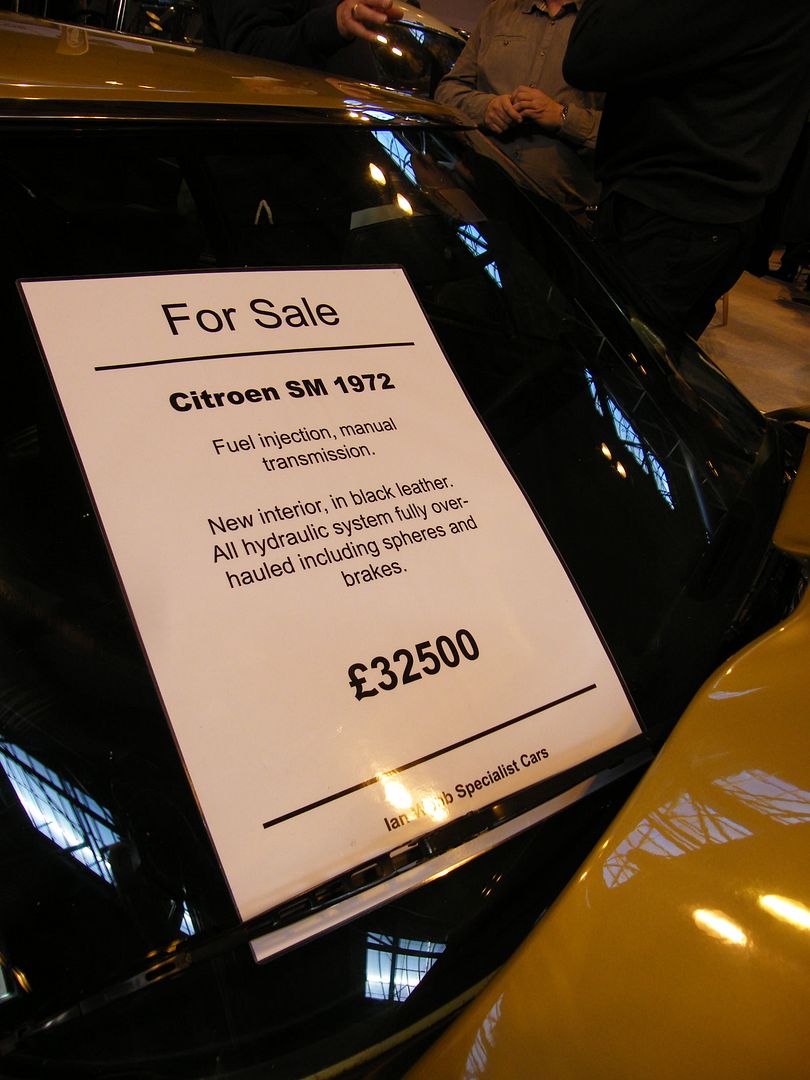 For Sale
Citroen SM 1972
Fuel injection, manual
transmission.
New interior, in black leather.
All hydraulic system fully over-
hauled including spheres and
brakes.
£32500
Ian Specialist Cars